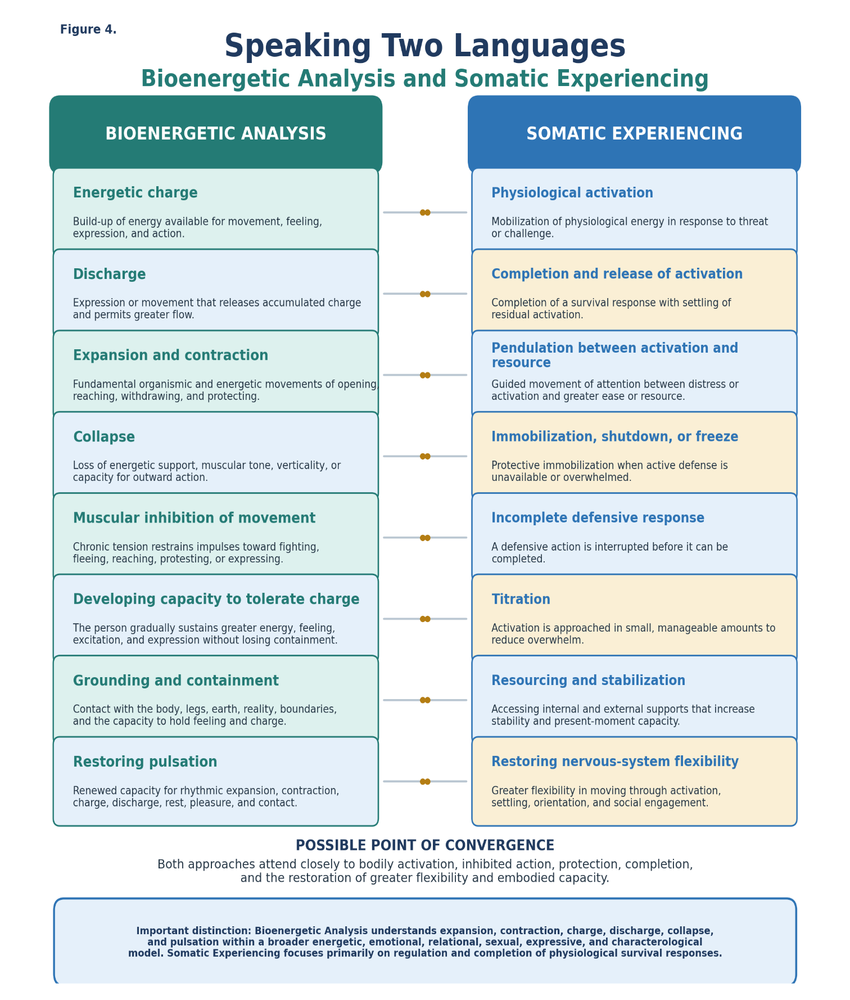 Figure 4.
Speaking Two Languages
Bioenergetic Analysis and Somatic Experiencing
BIOENERGETIC ANALYSIS
SOMATIC EXPERIENCING
Energetic charge
Build-up of energy available for movement, feeling,
expression, and action.
Physiological activation
Mobilization of physiological energy in response to threat
or challenge.
Discharge
Expression or movement that releases accumulated charge
and permits greater flow.
Completion and release of activation
Completion of a survival response with settling of
residual activation.
Expansion and contraction
Fundamental organismic and energetic movements of opening,
reaching, withdrawing, and protecting.
Pendulation between activation and
resource
Guided movement of attention between distress or
activation and greater ease or resource.
Collapse
Loss of energetic support, muscular tone, verticality, or
capacity for outward action.
Immobilization, shutdown, or freeze
Protective immobilization when active defense is
unavailable or overwhelmed.
Muscular inhibition of movement
Chronic tension restrains impulses toward fighting,
fleeing, reaching, protesting, or expressing.
Incomplete defensive response
A defensive action is interrupted before it can be
completed.
Developing capacity to tolerate charge
The person gradually sustains greater energy, feeling,
excitation, and expression without losing containment.
Titration
Activation is approached in small, manageable amounts to
reduce overwhelm.
Grounding and containment
Contact with the body, legs, earth, reality, boundaries,
and the capacity to hold feeling and charge.
Resourcing and stabilization
Accessing internal and external supports that increase
stability and present-moment capacity.
Restoring pulsation
Renewed capacity for rhythmic expansion, contraction,
charge, discharge, rest, pleasure, and contact.
Restoring nervous-system flexibility
Greater flexibility in moving through activation,
settling, orientation, and social engagement.
POSSIBLE POINT OF CONVERGENCE
Both approaches attend closely to bodily activation, inhibited action, protection, completion,
and the restoration of greater flexibility and embodied capacity.
Important distinction: Bioenergetic Analysis understands expansion, contraction, charge, discharge, collapse,
and pulsation within a broader energetic, emotional, relational, sexual, expressive, and characterological
model. Somatic Experiencing focuses primarily on regulation and completion of physiological survival responses.